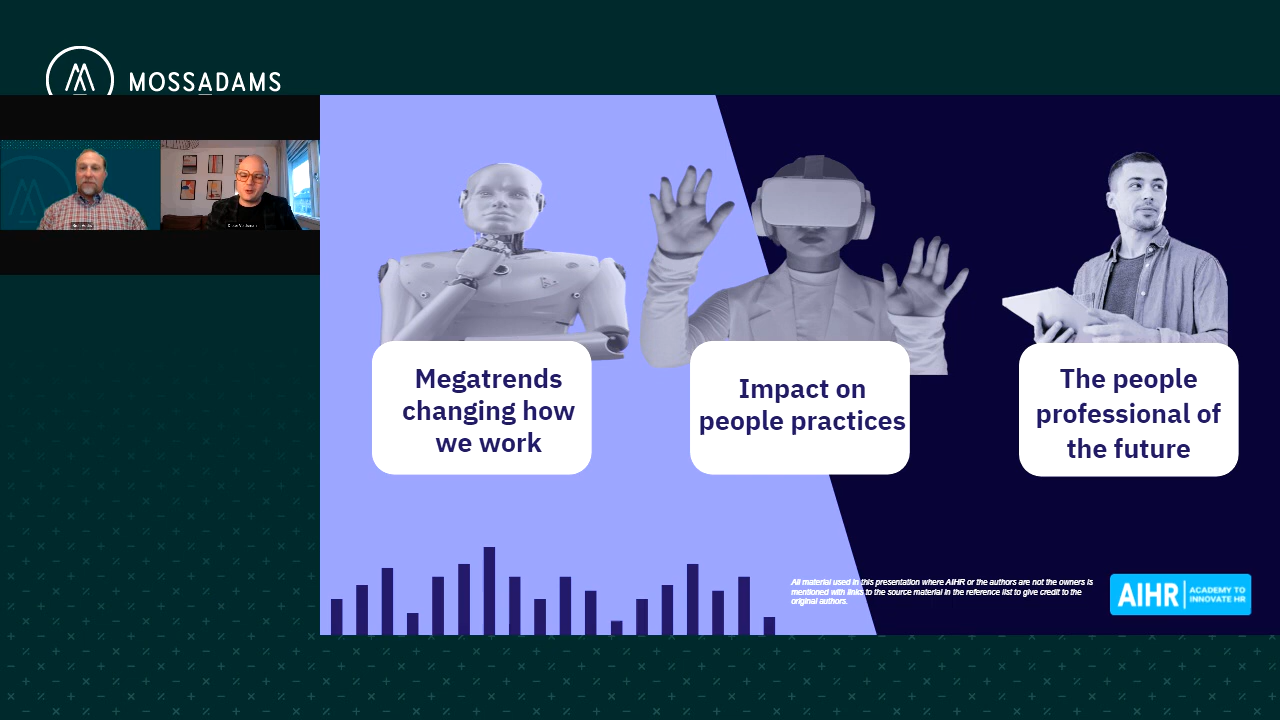 MOSSADAMS
Megatrends
changing how
we work
Impact on
people practices
The people
professional of
the future
All material used in this presentation where AIHR or the authors are not the owners is
mentioned with links to the source material in the reference list to give credit to the
original authors.
AIHR
ACADEMY TO
INNOVATE HR